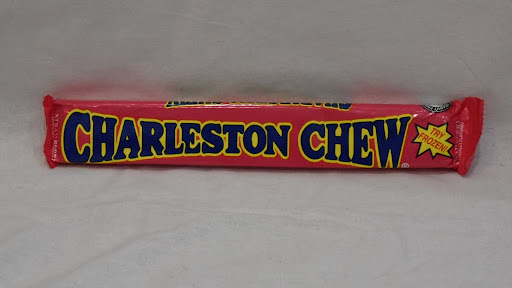 CHARLESTON CHEW
®
TRY
FROZEN!